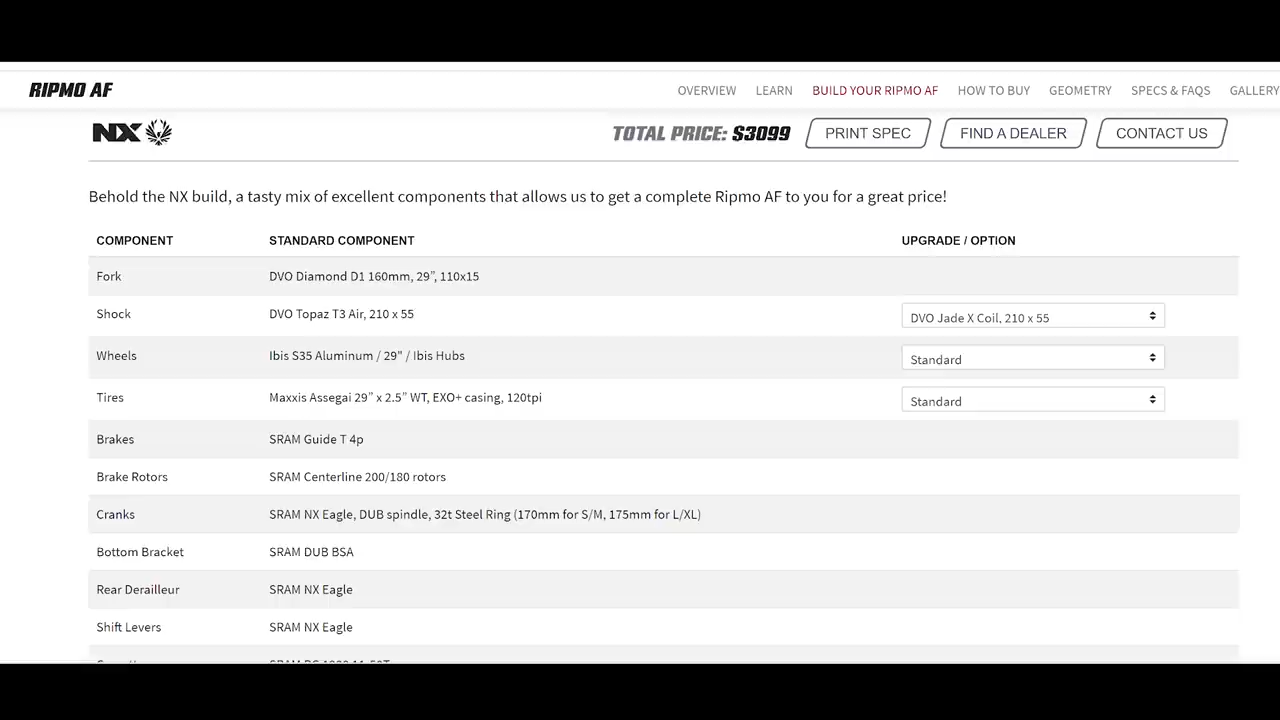 RIPMO AF
OVERVIEW LEARN BUILD YOUR RIPMO AF HOW TO BUY GEOMETRY SPECS & FAQS GALLERY
NX TOTAL PRICE: $3099 PRINT SPEC FIND A DEALER CONTACT US
Behold the NX build, a tasty mix of excellent components that allows us to get a complete Ripmo AF to you for a great price!
COMPONENT STANDARD COMPONENT UPGRADE / OPTION
Fork DVO Diamond D1 160mm, 29”, 110x15
Shock DVO Topaz T3 Air, 210 x 55 DVO Jade X Coil, 210 x 55
Wheels Ibis S35 Aluminum / 29" / Ibis Hubs Standard
Tires Maxxis Assegai 29” x 2.5” WT, EXO+ casing, 120tpi Standard
Brakes SRAM Guide T 4p
Brake Rotors SRAM Centerline 200/180 rotors
Cranks SRAM NX Eagle, DUB spindle, 32t Steel Ring (170mm for S/M, 175mm for L/XL)
Bottom Bracket SRAM DUB BSA
Rear Derailleur SRAM NX Eagle
Shift Levers SRAM NX Eagle